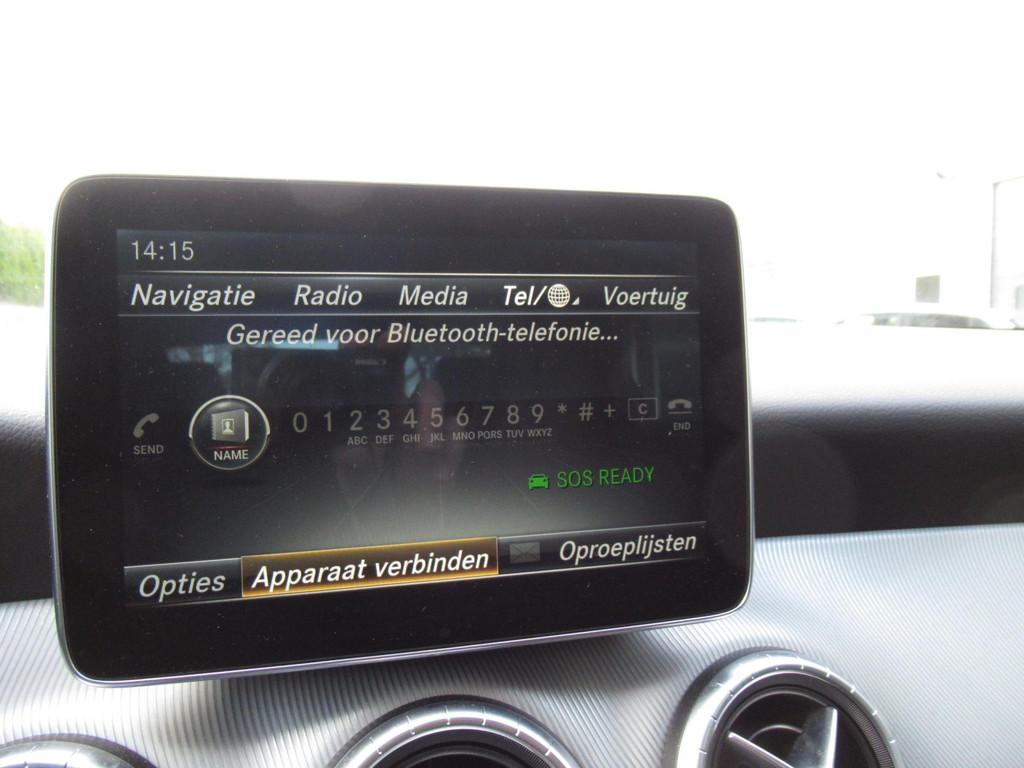 14:15
Navigatie Radio Media Tel/ Voertuig
Gereed voor Bluetooth-telefonie...
SEND NAME 0 1 2 3 4 5 6 7 8 9 * # + C END
ABC DEF GHI JKL MNO PQRS TUV WXYZ
SOS READY
Opties Apparaat verbinden Oproeplijsten